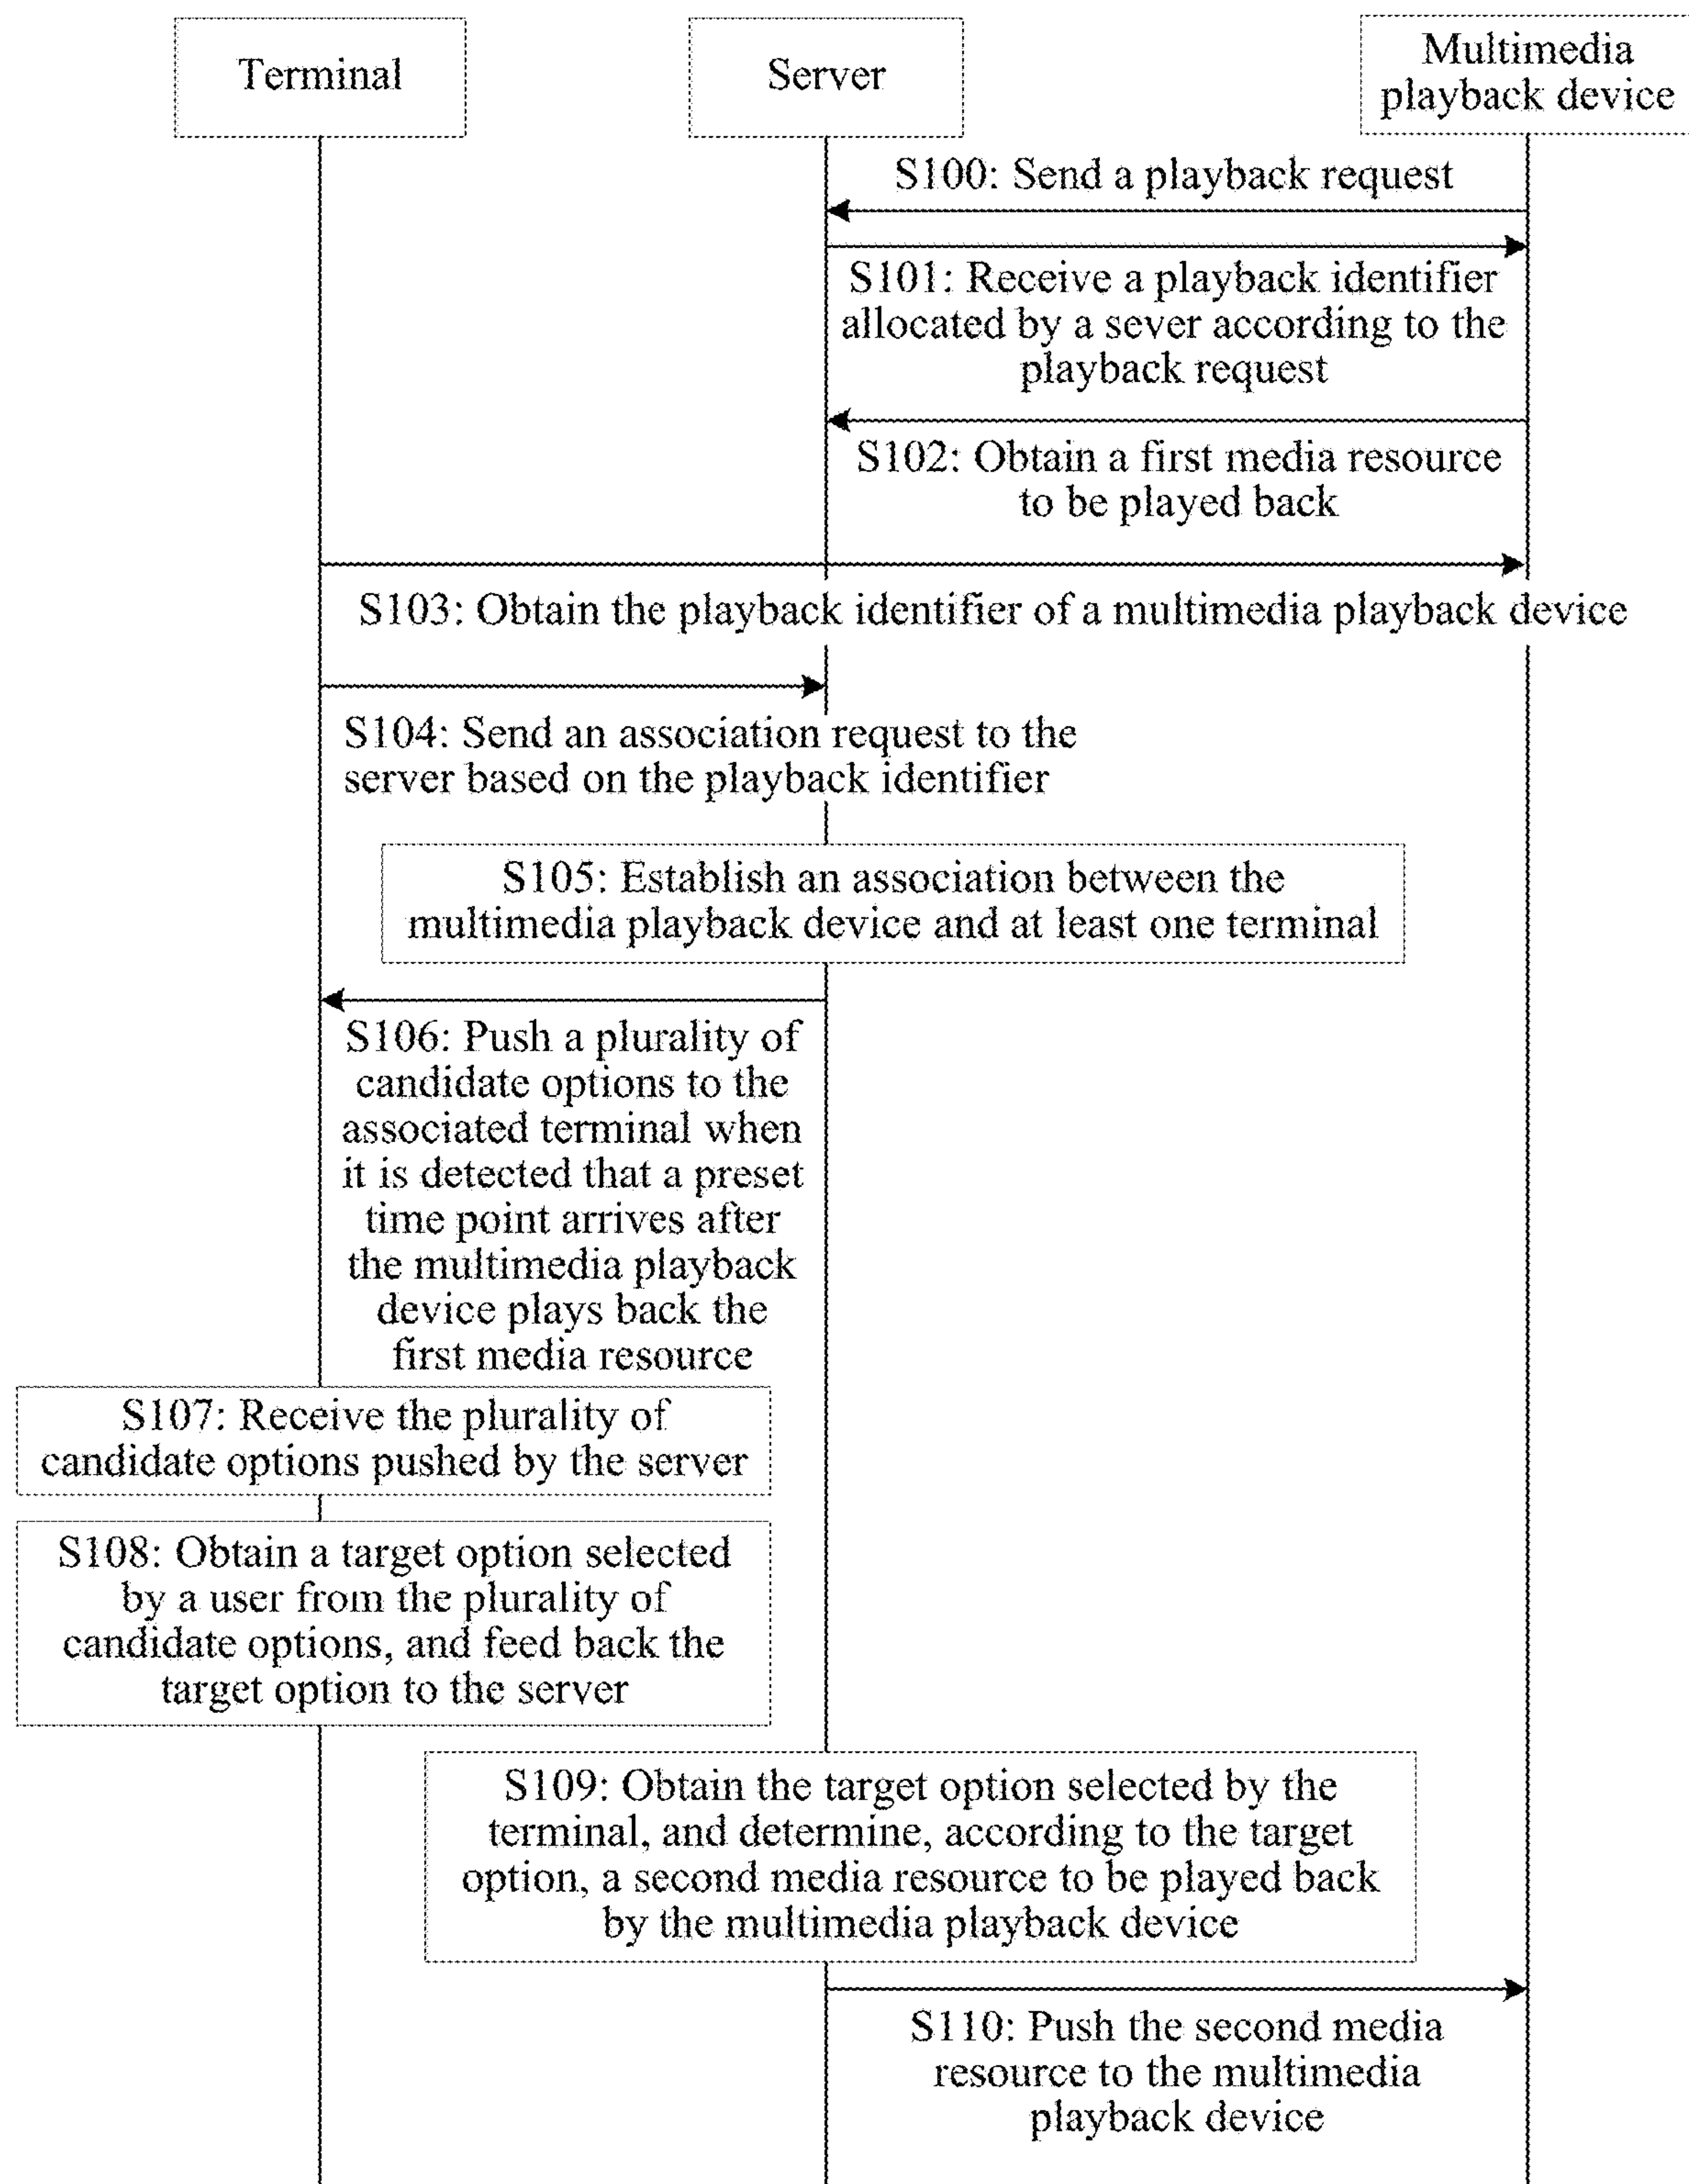 Terminal
Server
Multimedia
playback device
S100: Send a playback request
S101: Receive a playback identifier
allocated by a sever according to the
playback request
S102: Obtain a first media resource
to be played back
S103: Obtain the playback identifier of a multimedia playback device
S104: Send an association request to the
server based on the playback identifier
S105: Establish an association between the
multimedia playback device and at least one terminal
S106: Push a plurality of
candidate options to the
associated terminal when
it is detected that a preset
time point arrives after
the multimedia playback
device plays back the
first media resource
S107: Receive the plurality of
candidate options pushed by the server
S108: Obtain a target option selected
by a user from the plurality of
candidate options, and feed back the
target option to the server
S109: Obtain the target option selected by the
terminal, and determine, according to the target
option, a second media resource to be played back
by the multimedia playback device
S110: Push the second media
resource to the multimedia
playback device